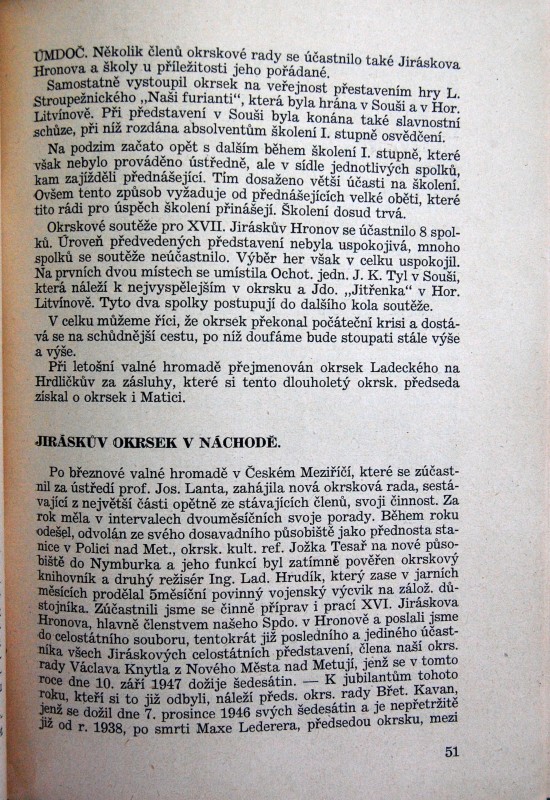 ÚMDOČ. Několik členů okrskové rady se účastnilo také Jiráskova
Hronova a školy u příležitosti jeho pořádané.
Samostatně vystoupil okrsek na veřejnost přestavením hry L.
Stroupežnického „Naši furianti“, která byla hrána v Souši a v Hor.
Litvínově. Při představení v Souši byla konána také slavnostní
schůze, při níž rozdána absolventům školení I. stupně osvědčení.
Na podzim začato opět s dalším během školení I. stupně, které
však nebylo prováděno ústředně, ale v sídle jednotlivých spolků,
kam zajížděli přednášející. Tím dosaženo větší účasti na školení.
Ovšem tento způsob vyžaduje od přednášejících velké oběti, které
tito rádi pro úspěch školení přinášejí. Školení dosud trvá.
Okrskové soutěže pro XVII. Jiráskův Hronov se účastnilo 8 spol-
ků. Úroveň předvedených představení nebyla uspokojivá, mnoho
spolků se soutěže neúčastnilo. Výběr her však v celku uspokojil.
Na prvních dvou místech se umístila Ochot. jedn. J. K. Tyl v Souši,
která náleží k nejvyspělejším v okrsku a Jdo. „Jitřenka“ v Hor.
Litvínově. Tyto dva spolky postupují do dalšího kola soutěže.
V celku můžeme říci, že okrsek překonal počáteční krisi a dostá-
vá se na schůdnější cestu, po níž doufáme bude stoupati stále výše
a výše.
Při letošní valné hromadě přejmenován okrsek Ladeckého na
Hrdličkův za zásluhy, které si tento dlouholetý okrsk. předseda
získal o okrsek i Matici.
JIRÁSKŮV OKRSEK V NÁCHODĚ.
Po březnové valné hromadě v Českém Meziříčí, které se zúčast-
nil za ústředí prof. Jos. Lanta, zahájila nová okrsková rada, sestá-
vající z největší části opětně ze stávajících členů, svoji činnost. Za
rok měla v intervalech dvouměsíčních svoje porady. Během roku
odešel, odvolán ze svého dosavadního působiště jako přednosta sta-
nice v Polici nad Met., okrsk. kult. ref. Jožka Tesař na nové půso-
biště do Nymburka a jeho funkcí byl zatímně pověřen okrskový
knihovník a druhý režisér Ing. Lad. Hrudík, který zase v jarních
měsících prodělal 5měsíční povinný vojenský výcvik na zálož. dů-
stojníka. Zúčastnili jsme se činně příprav i prací XVI. Jiráskova
Hronova, hlavně členstvem našeho Spdo. v Hronově a poslali jsme
do celostátního souboru, tentokrát již posledního a jediného účast-
níka všech Jiráskových celostátních představení, člena naší okrs.
rady Václava Knytla z Nového Města nad Metují, jenž se v tomto
roce dne 10. září 1947 dožije šedesátin. — K jubilantům tohoto
roku, kteří si to již odbyli, náleží předs. okrs. rady Břet. Kavan,
jenž se dožil dne 7. prosince 1946 svých šedesátin a je nepřetržitě
již od r. 1938, po smrti Maxe Lederera, předsedou okrsku, mezi
51